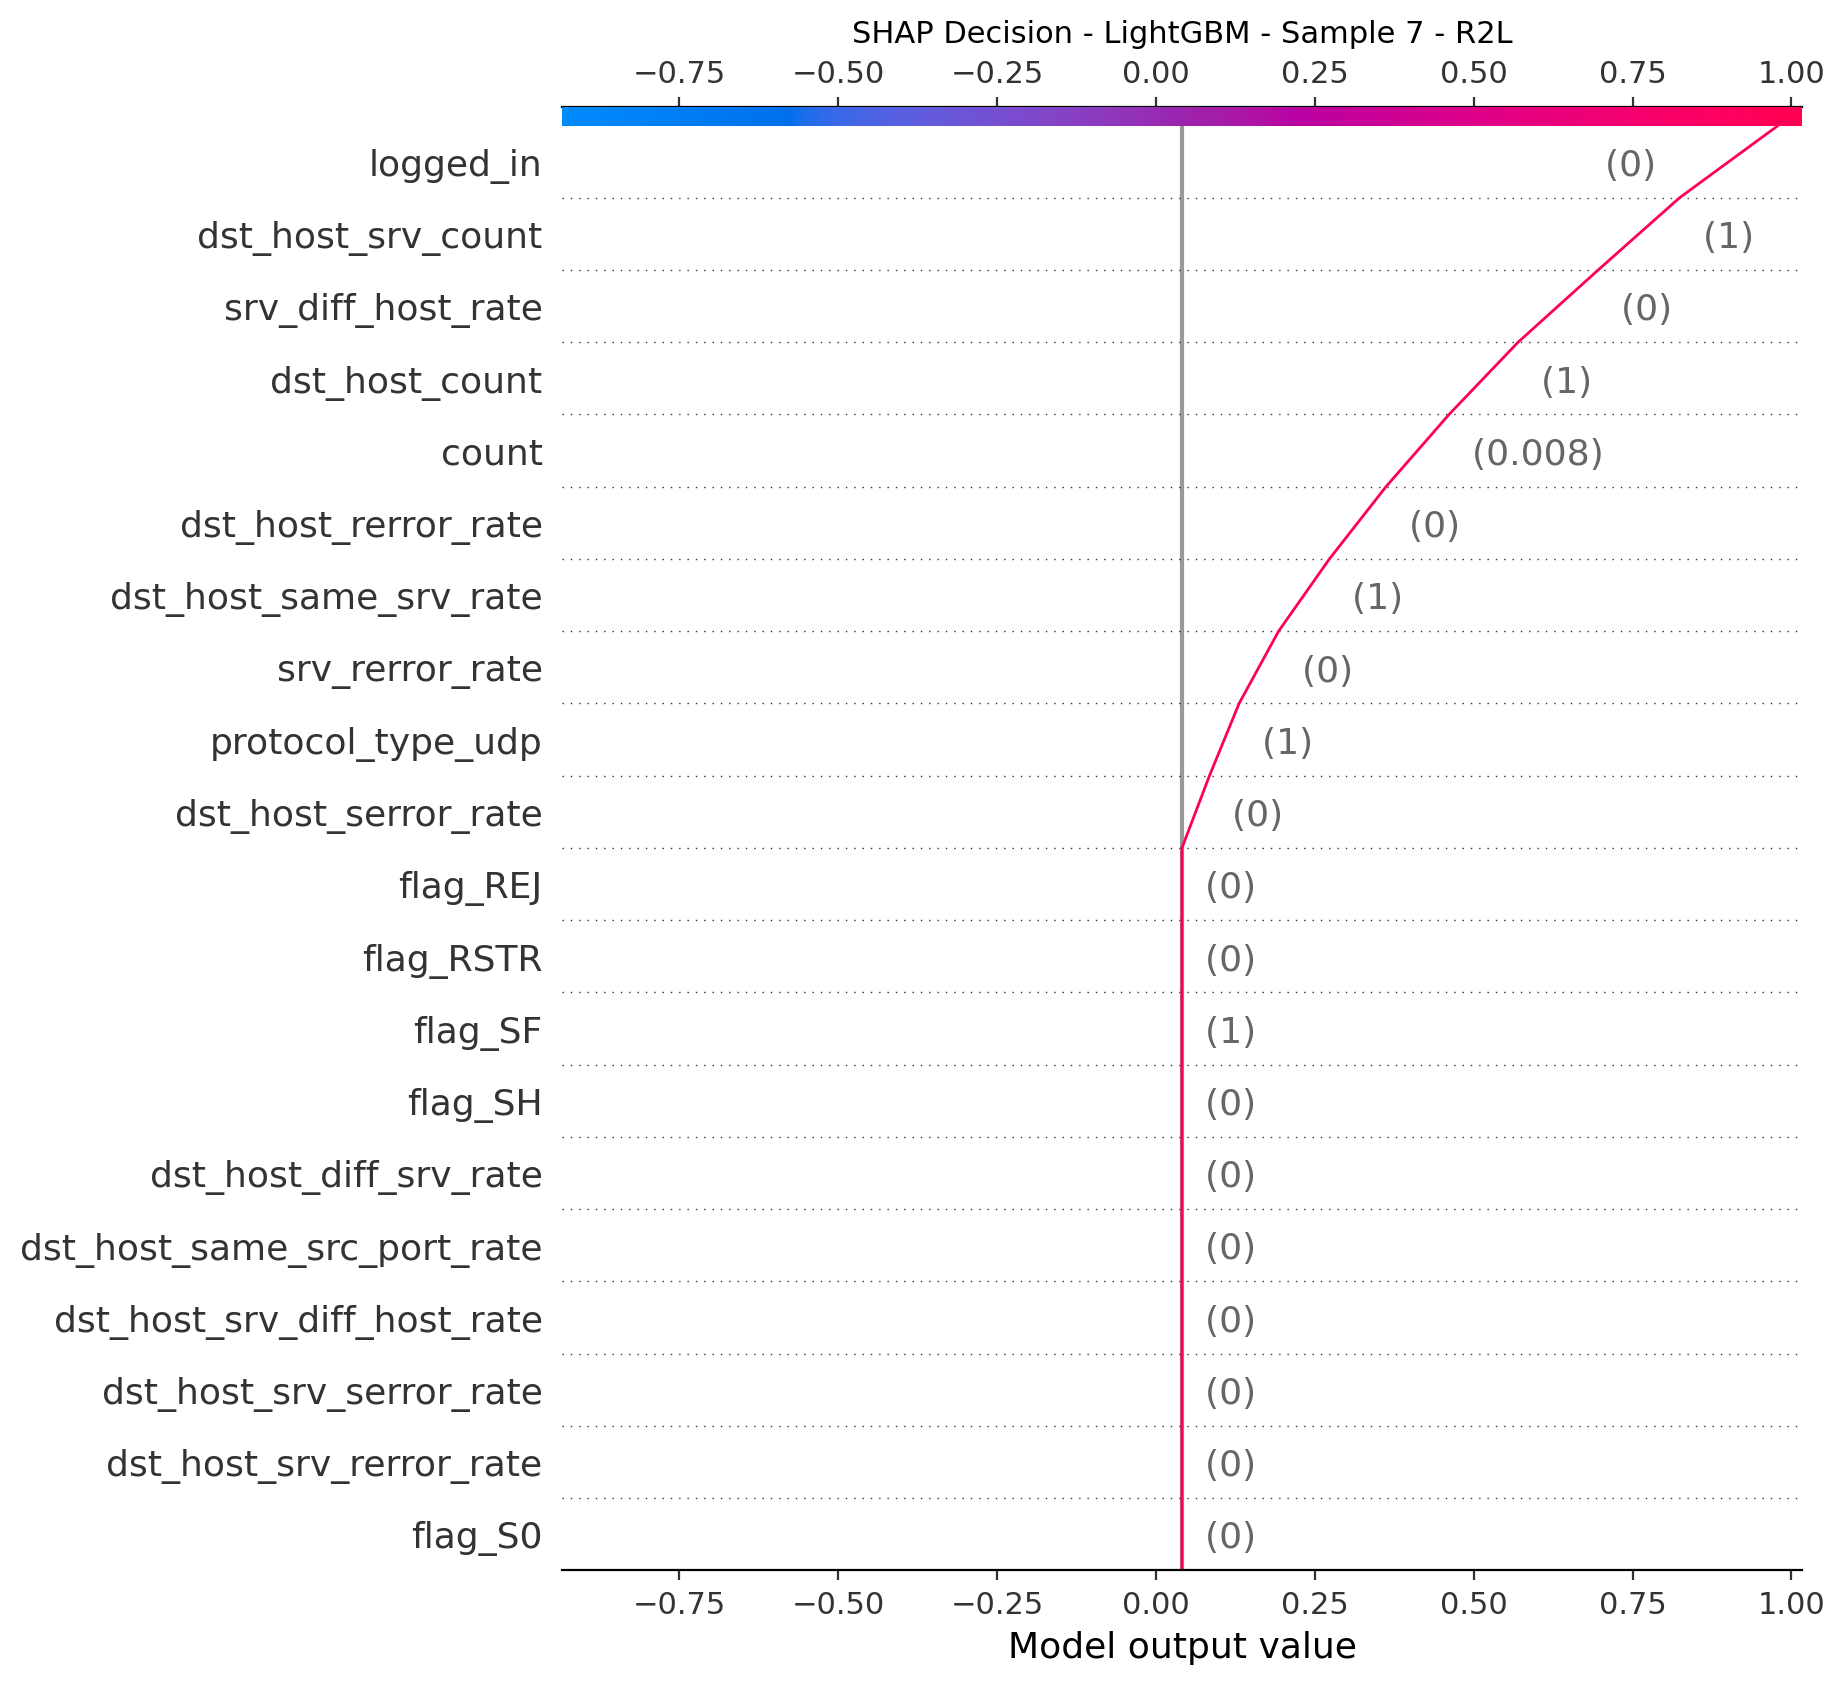 SHAP Decision - LightGBM - Sample 7 - R2L
−0.75 −0.50 −0.25 0.00 0.25 0.50 0.75 1.00
logged_in (0)
dst_host_srv_count (1)
srv_diff_host_rate (0)
dst_host_count (1)
count (0.008)
dst_host_rerror_rate (0)
dst_host_same_srv_rate (1)
srv_rerror_rate (0)
protocol_type_udp (1)
dst_host_serror_rate (0)
flag_REJ (0)
flag_RSTR (0)
flag_SF (1)
flag_SH (0)
dst_host_diff_srv_rate (0)
dst_host_same_src_port_rate (0)
dst_host_srv_diff_host_rate (0)
dst_host_srv_serror_rate (0)
dst_host_srv_rerror_rate (0)
flag_S0 (0)
−0.75 −0.50 −0.25 0.00 0.25 0.50 0.75 1.00
Model output value